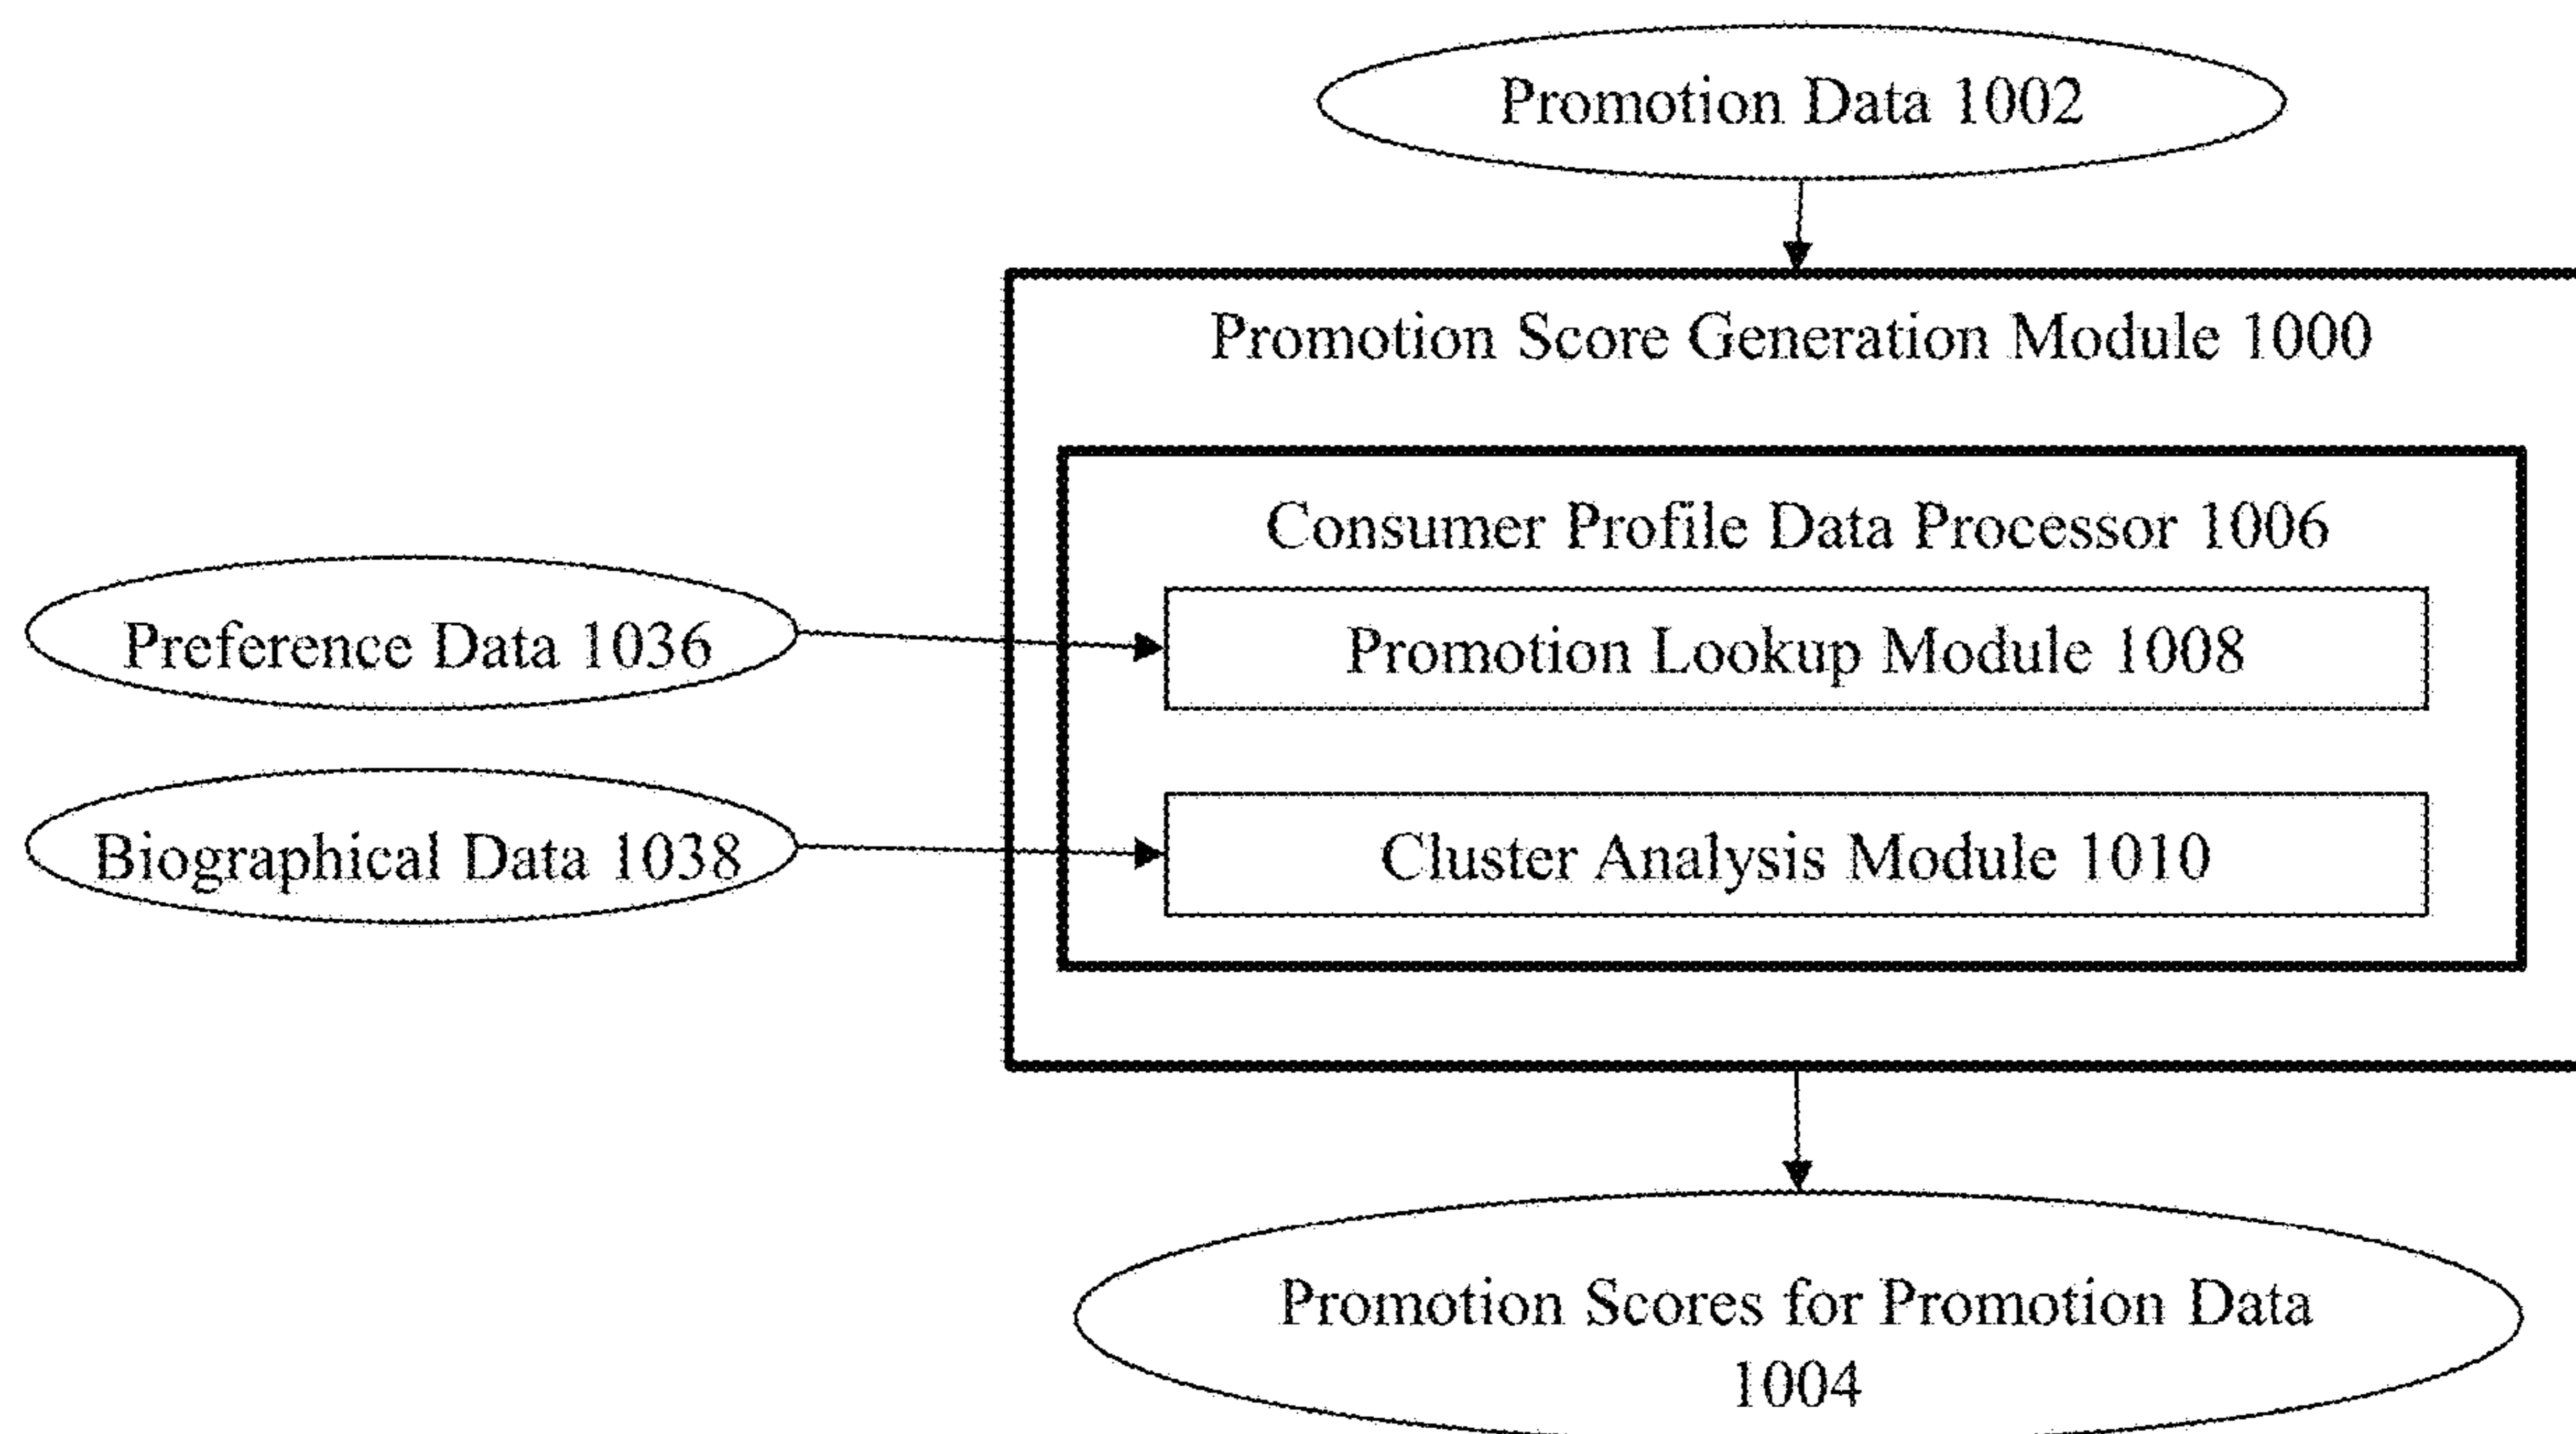 Promotion Data 1002
Promotion Score Generation Module 1000
Consumer Profile Data Processor 1006
Preference Data 1036
Promotion Lookup Module 1008
Biographical Data 1038
Cluster Analysis Module 1010
Promotion Scores for Promotion Data
1004